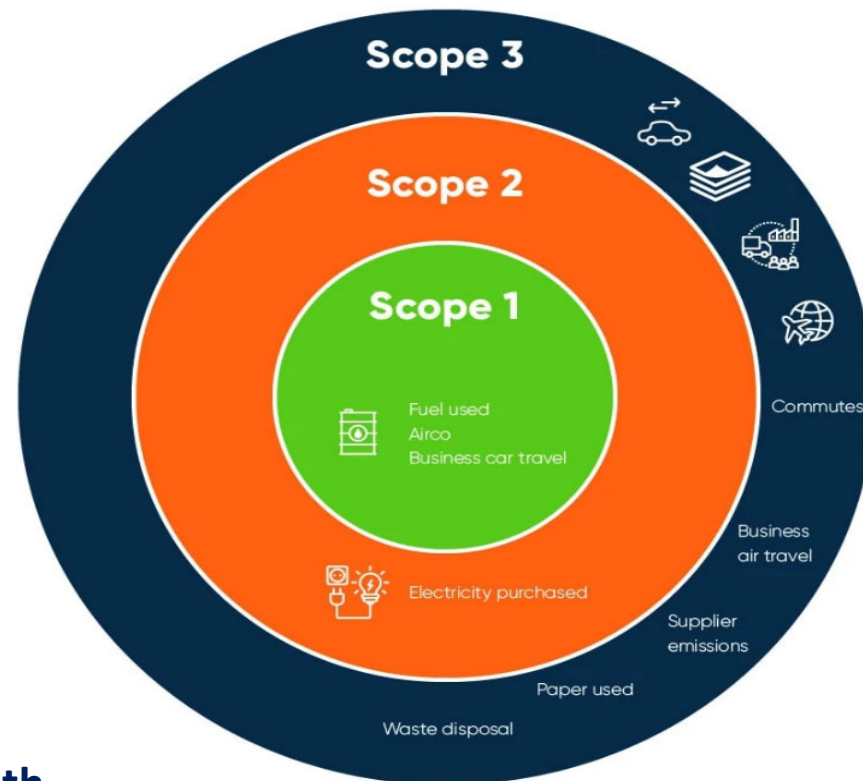 Scope 3
Scope 2
Scope 1
Fuel used
Airco
Business car travel
Commutes
Business
air travel
Electricity purchased
Supplier
emissions
Paper used
Waste disposal
th